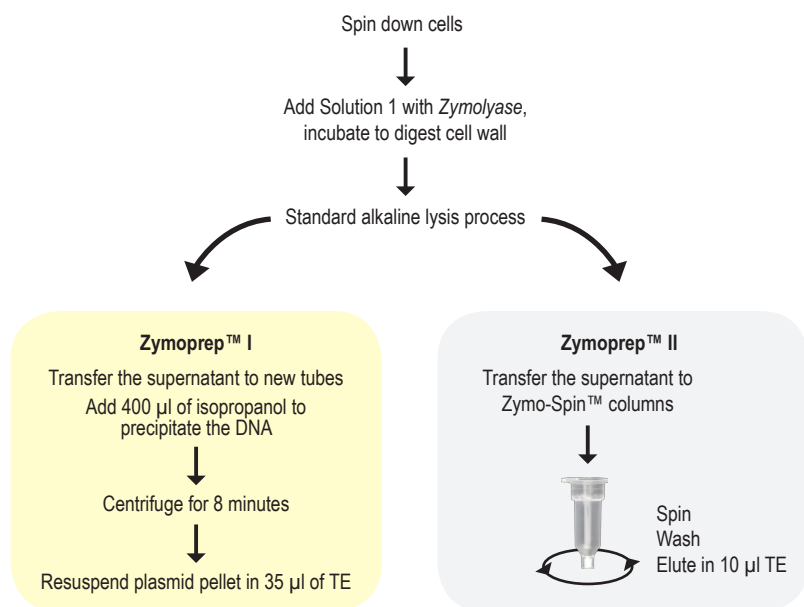 Spin down cells
Add Solution 1 with Zymolyase,
incubate to digest cell wall
Standard alkaline lysis process
Zymoprep™ I
Transfer the supernatant to new tubes
Add 400 µl of isopropanol to
precipitate the DNA
Centrifuge for 8 minutes
Resuspend plasmid pellet in 35 µl of TE
Zymoprep™ II
Transfer the supernatant to
Zymo-Spin™ columns
Spin
Wash
Elute in 10 µl TE